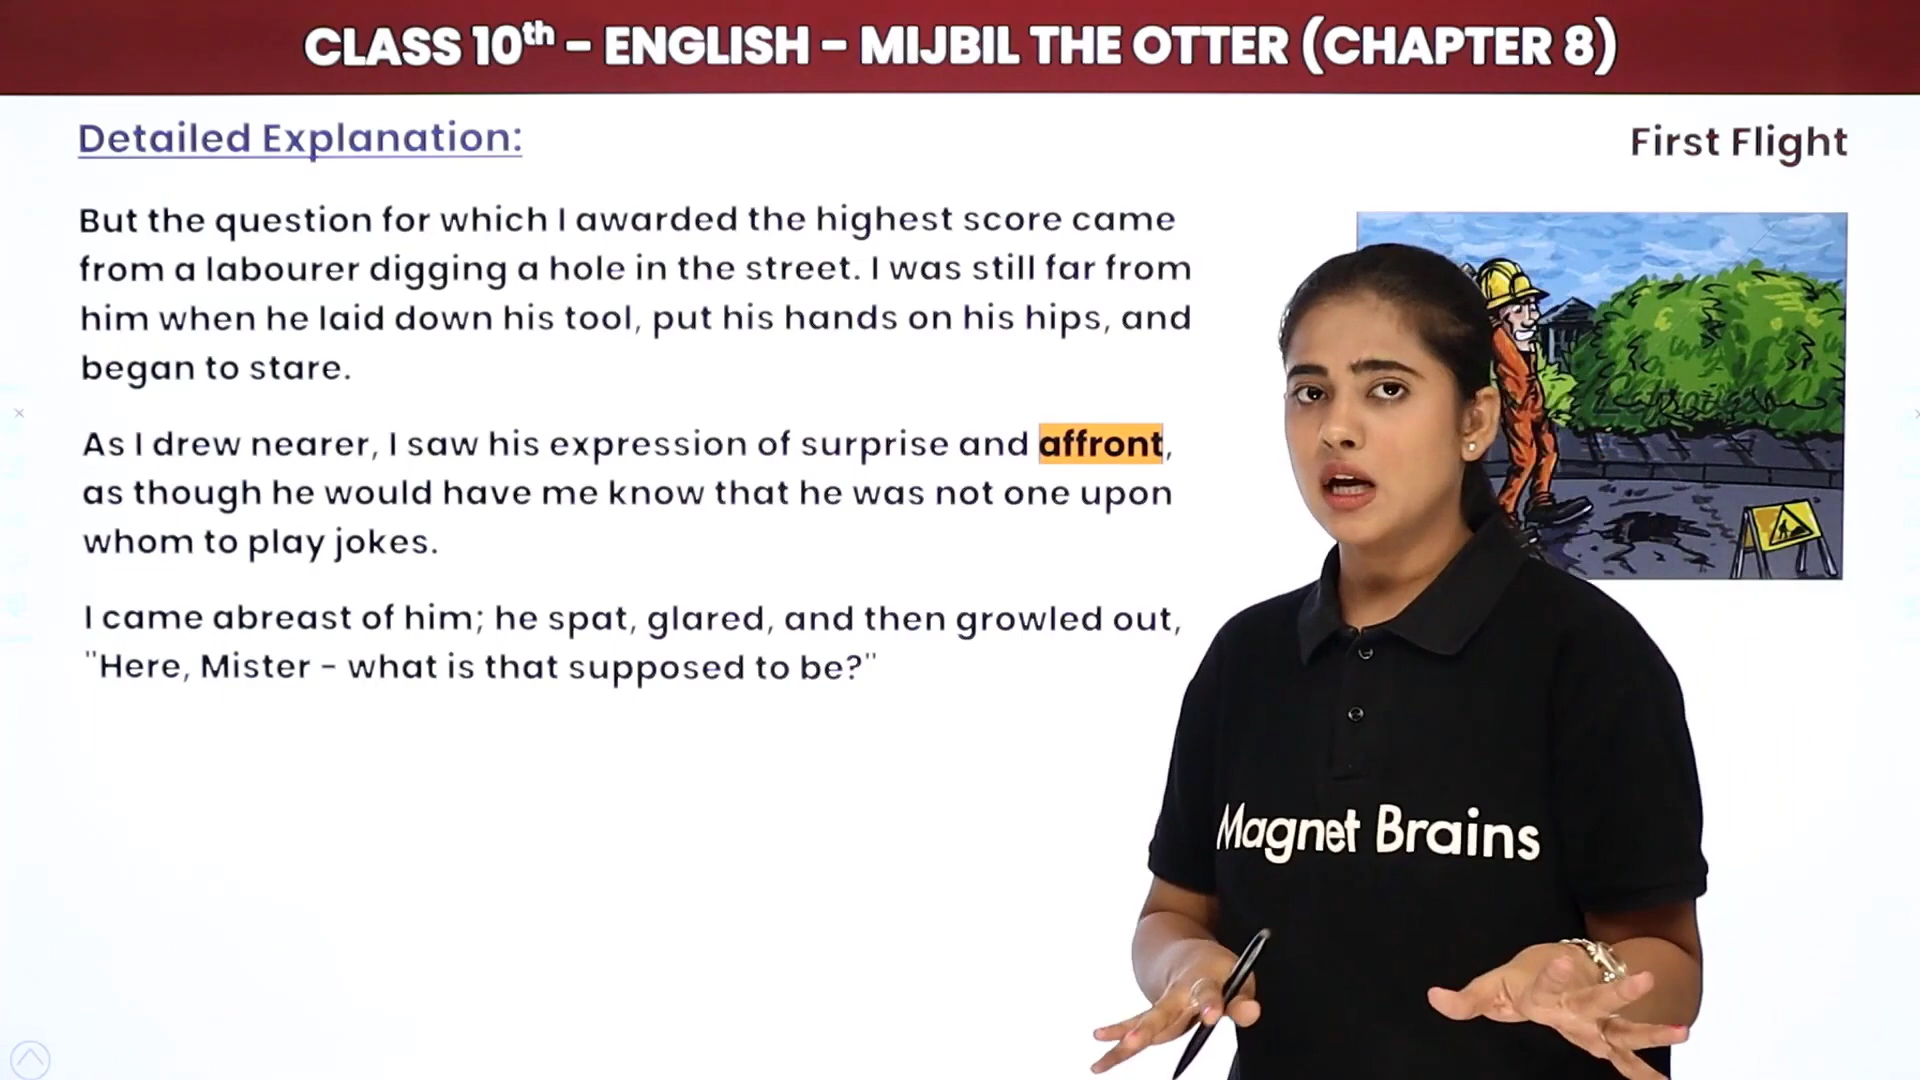 CLASS 10th – ENGLISH – MIJBIL THE OTTER (CHAPTER 8)
Detailed Explanation:
First Flight
But the question for which I awarded the highest score came
from a labourer digging a hole in the street. I was still far from
him when he laid down his tool, put his hands on his hips, and
began to stare.
As I drew nearer, I saw his expression of surprise and affront,
as though he would have me know that he was not one upon
whom to play jokes.
I came abreast of him; he spat, glared, and then growled out,
"Here, Mister - what is that supposed to be?"
Magnet Brains